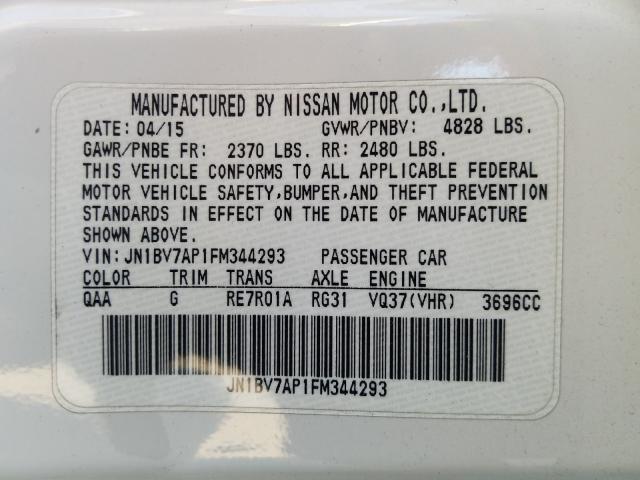 MANUFACTURED BY NISSAN MOTOR CO.,LTD.
DATE: 04/15 GVWR/PNBV: 4828 LBS.
GAWR/PNBE FR: 2370 LBS. RR: 2480 LBS.
THIS VEHICLE CONFORMS TO ALL APPLICABLE FEDERAL
MOTOR VEHICLE SAFETY,BUMPER,AND THEFT PREVENTION
STANDARDS IN EFFECT ON THE DATE OF MANUFACTURE
SHOWN ABOVE.
VIN:JN1BV7AP1FM344293 PASSENGER CAR
COLOR TRIM TRANS AXLE ENGINE
QAA G RE7R01A RG31 VQ37(VHR) 3696CC
JN1BV7AP1FM344293